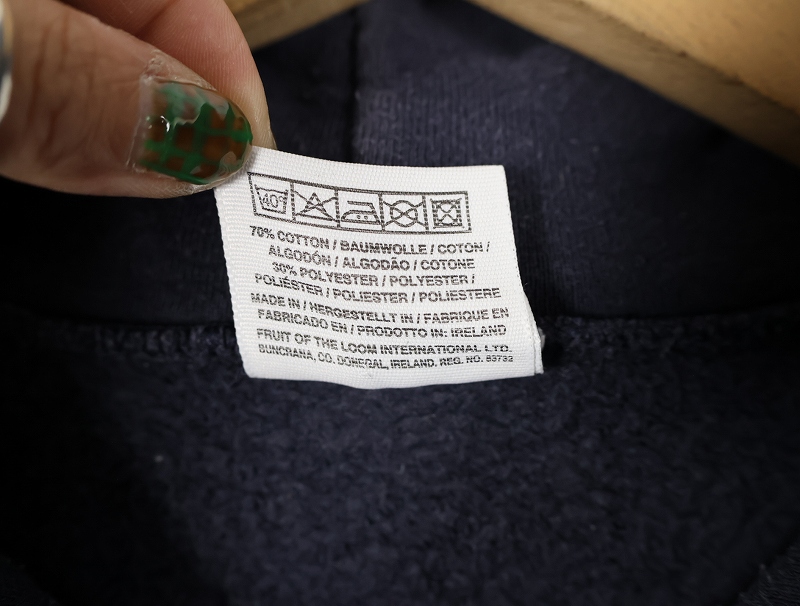 40°
70% COTTON / BAUMWOLLE / COTON /
ALGODÓN / ALGODÃO / COTONE
30% POLYESTER / POLYESTER /
POLIÉSTER / POLIESTER / POLIESTERE
MADE IN / HERGESTELLT IN / FABRIQUE EN
FABRICADO EN / PRODOTTO IN: IRELAND
FRUIT OF THE LOOM INTERNATIONAL LTD.
BUNCRANA, CO. DONEGAL, IRELAND. REG. NO. 63732